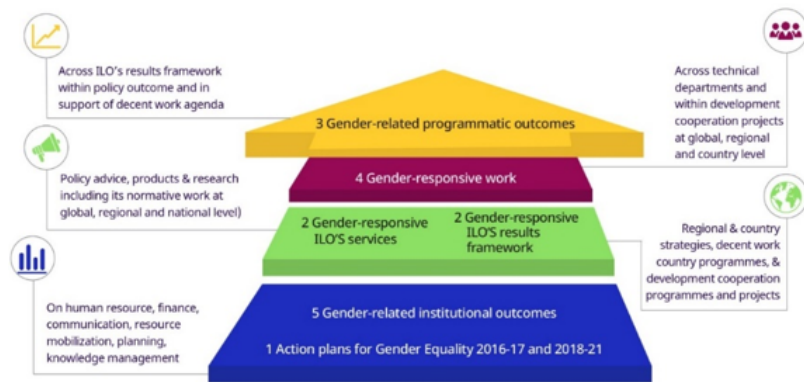 Across ILO's results framework
within policy outcome and in
support of decent work agenda
Policy advice, products & research
including its normative work at
global, regional and national level)
On human resource, finance,
communication, resource
mobilization, planning,
knowledge management
3 Gender-related programmatic outcomes
4 Gender-responsive work
2 Gender-responsive
ILO'S services
2 Gender-responsive
ILO'S results
framework
5 Gender-related institutional outcomes
1 Action plans for Gender Equality 2016-17 and 2018-21
Across technical
departments and
within development
cooperation projects
at global, regional
and country level
Regional & country
strategies, decent work
country programmes, &
development cooperation
programmes and projects